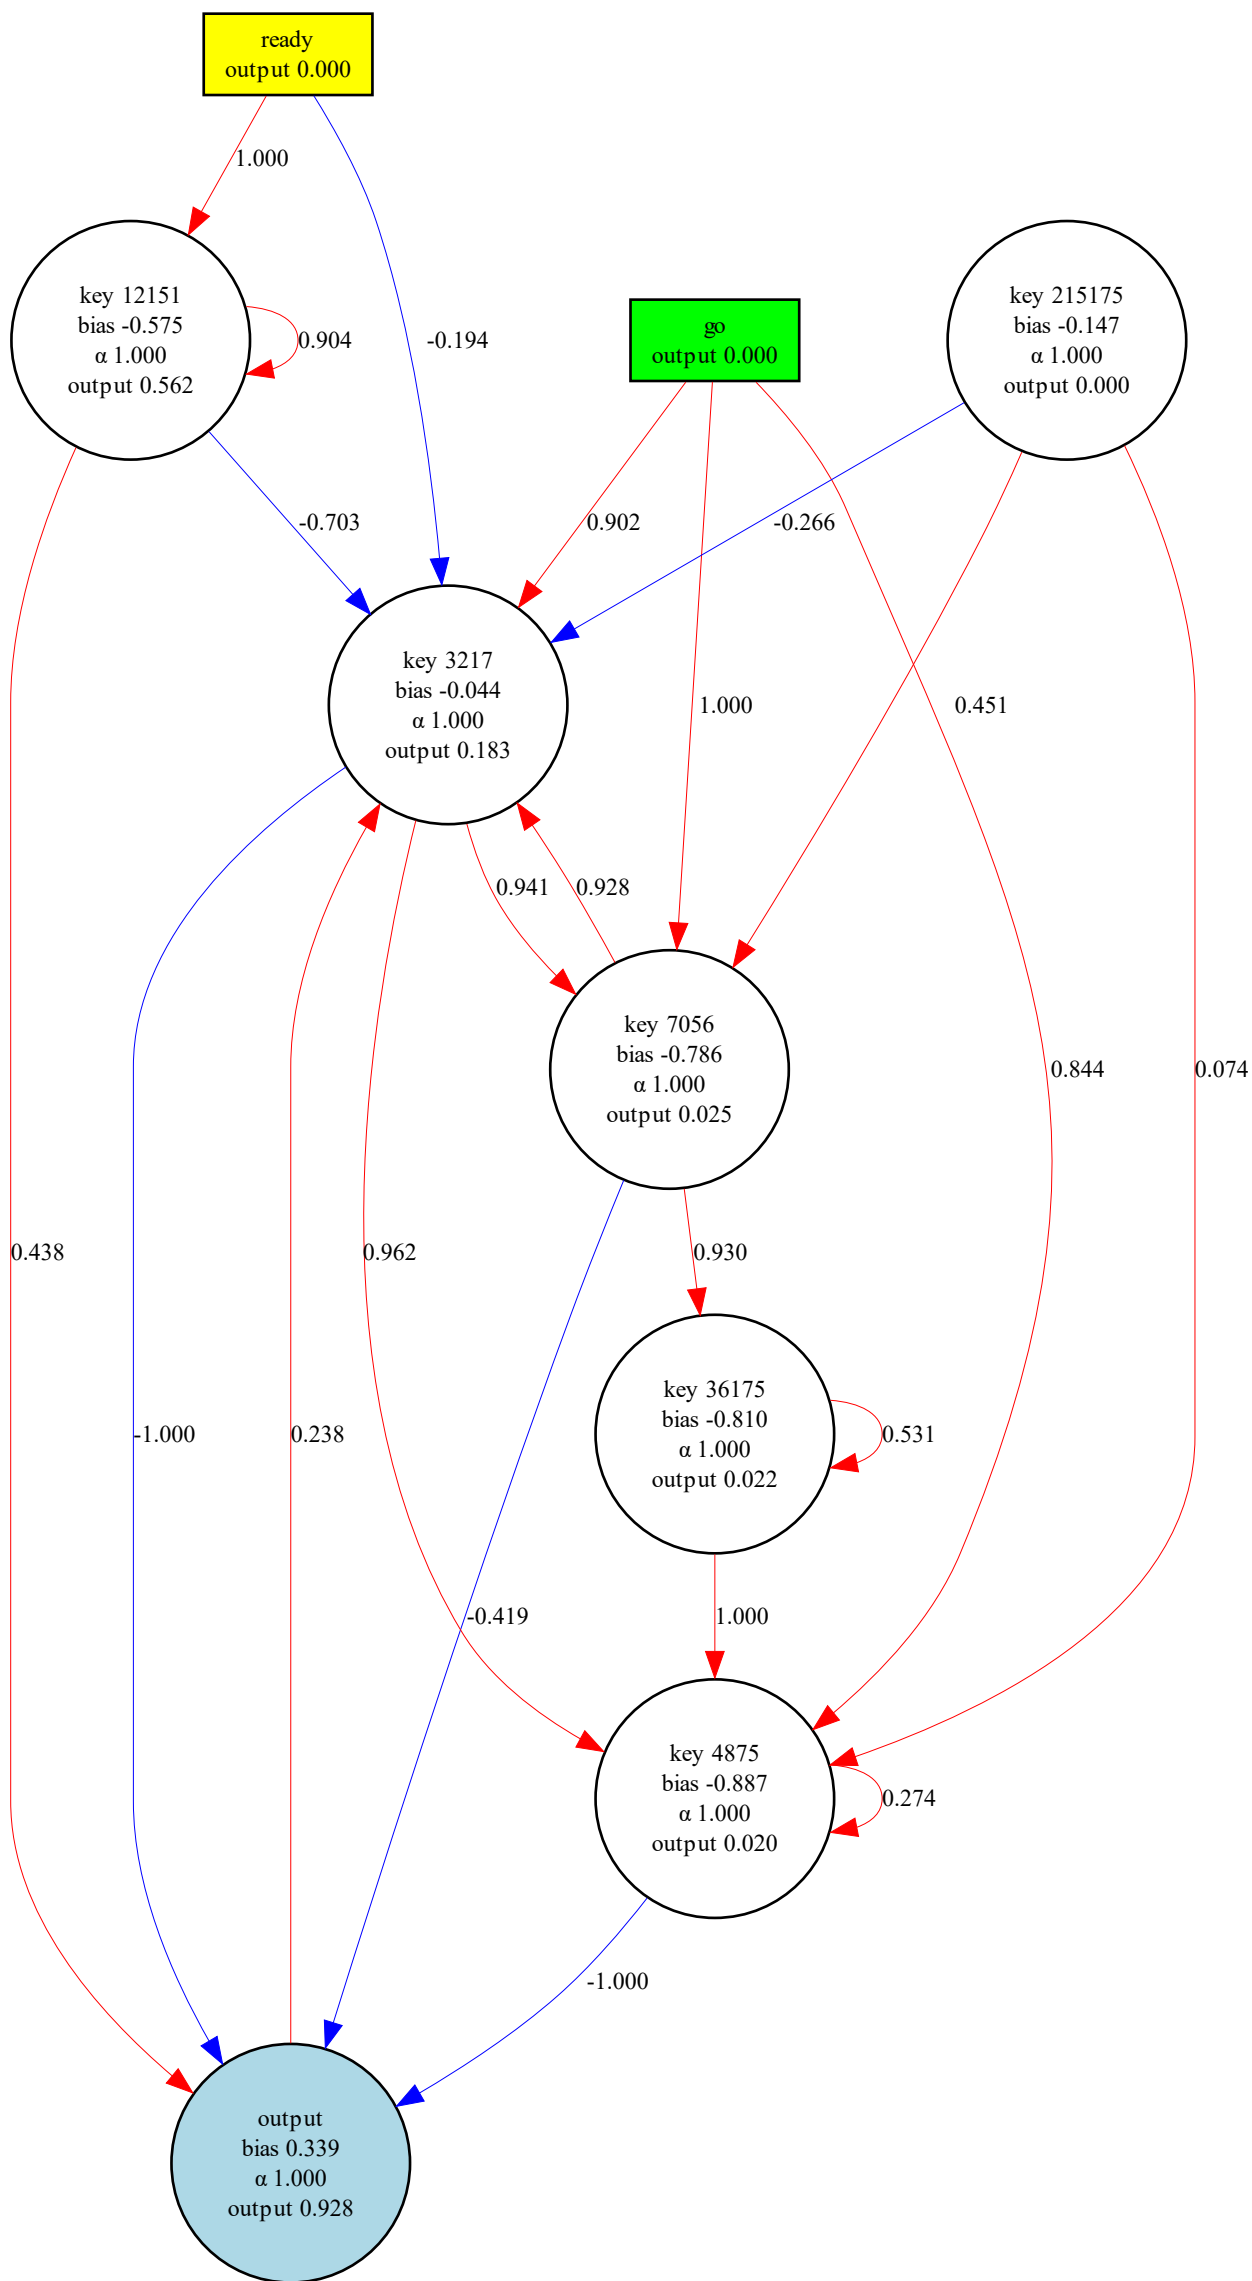 ready
output 0.000
1.000
key 12151
bias -0.575
α 1.000
output 0.562
0.904
-0.194
go
output 0.000
key 215175
bias -0.147
α 1.000
output 0.000
-0.703
0.902
-0.266
key 3217
bias -0.044
α 1.000
output 0.183
1.000
0.451
0.941
0.928
key 7056
bias -0.786
α 1.000
output 0.025
0.844
0.074
0.438
0.962
0.930
-1.000
0.238
key 36175
bias -0.810
α 1.000
output 0.022
0.531
-0.419
1.000
key 4875
bias -0.887
α 1.000
output 0.020
0.274
-1.000
output
bias 0.339
α 1.000
output 0.928